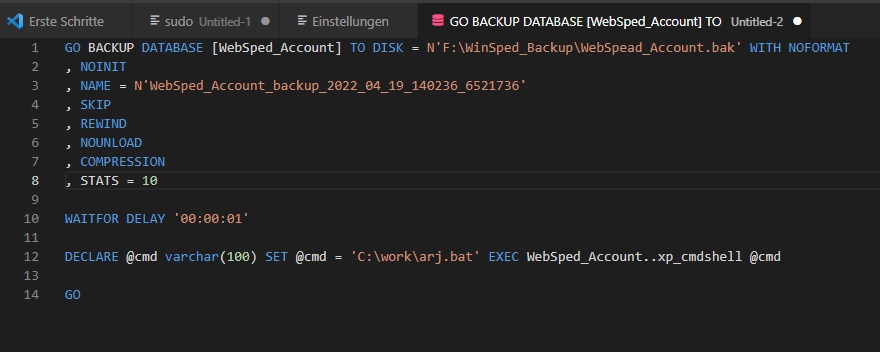 Erste Schritte
sudo Untitled-1
Einstellungen
GO BACKUP DATABASE [WebSped_Account] TO Untitled-2
1 GO BACKUP DATABASE [WebSped_Account] TO DISK = N'F:\WinSped_Backup\WebSpead_Account.bak' WITH NOFORMAT
2 , NOINIT
3 , NAME = N'WebSped_Account_backup_2022_04_19_140236_6521736'
4 , SKIP
5 , REWIND
6 , NOUNLOAD
7 , COMPRESSION
8 , STATS = 10
9
10 WAITFOR DELAY '00:00:01'
11
12 DECLARE @cmd varchar(100) SET @cmd = 'C:\work\arj.bat' EXEC WebSped_Account..xp_cmdshell @cmd
13
14 GO